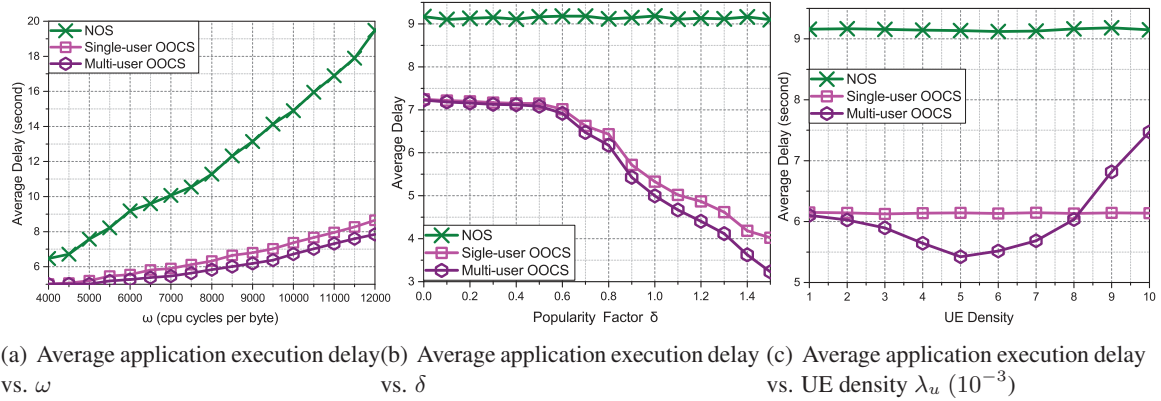 20
18
16
14
12
10
8
6
Average Delay (second)
NOS
Single-user OOCS
Multi-user OOCS
4000 5000 6000 7000 8000 9000 10000 11000 12000
ω (cpu cycles per byte)
9
8
7
6
5
4
3
Average Delay
NOS
Sigle-user OOCS
Multi-user OOCS
0.0 0.2 0.4 0.6 0.8 1.0 1.2 1.4
Popularity Factor δ
9
8
7
6
5
Average Delay (second)
NOS
Single-user OOCS
Multi-user OOCS
1 2 3 4 5 6 7 8 9 10
UE Density
(a) Average application execution delay
vs. ω
(b) Average application execution delay
vs. δ
(c) Average application execution delay
vs. UE density λu (10−3)